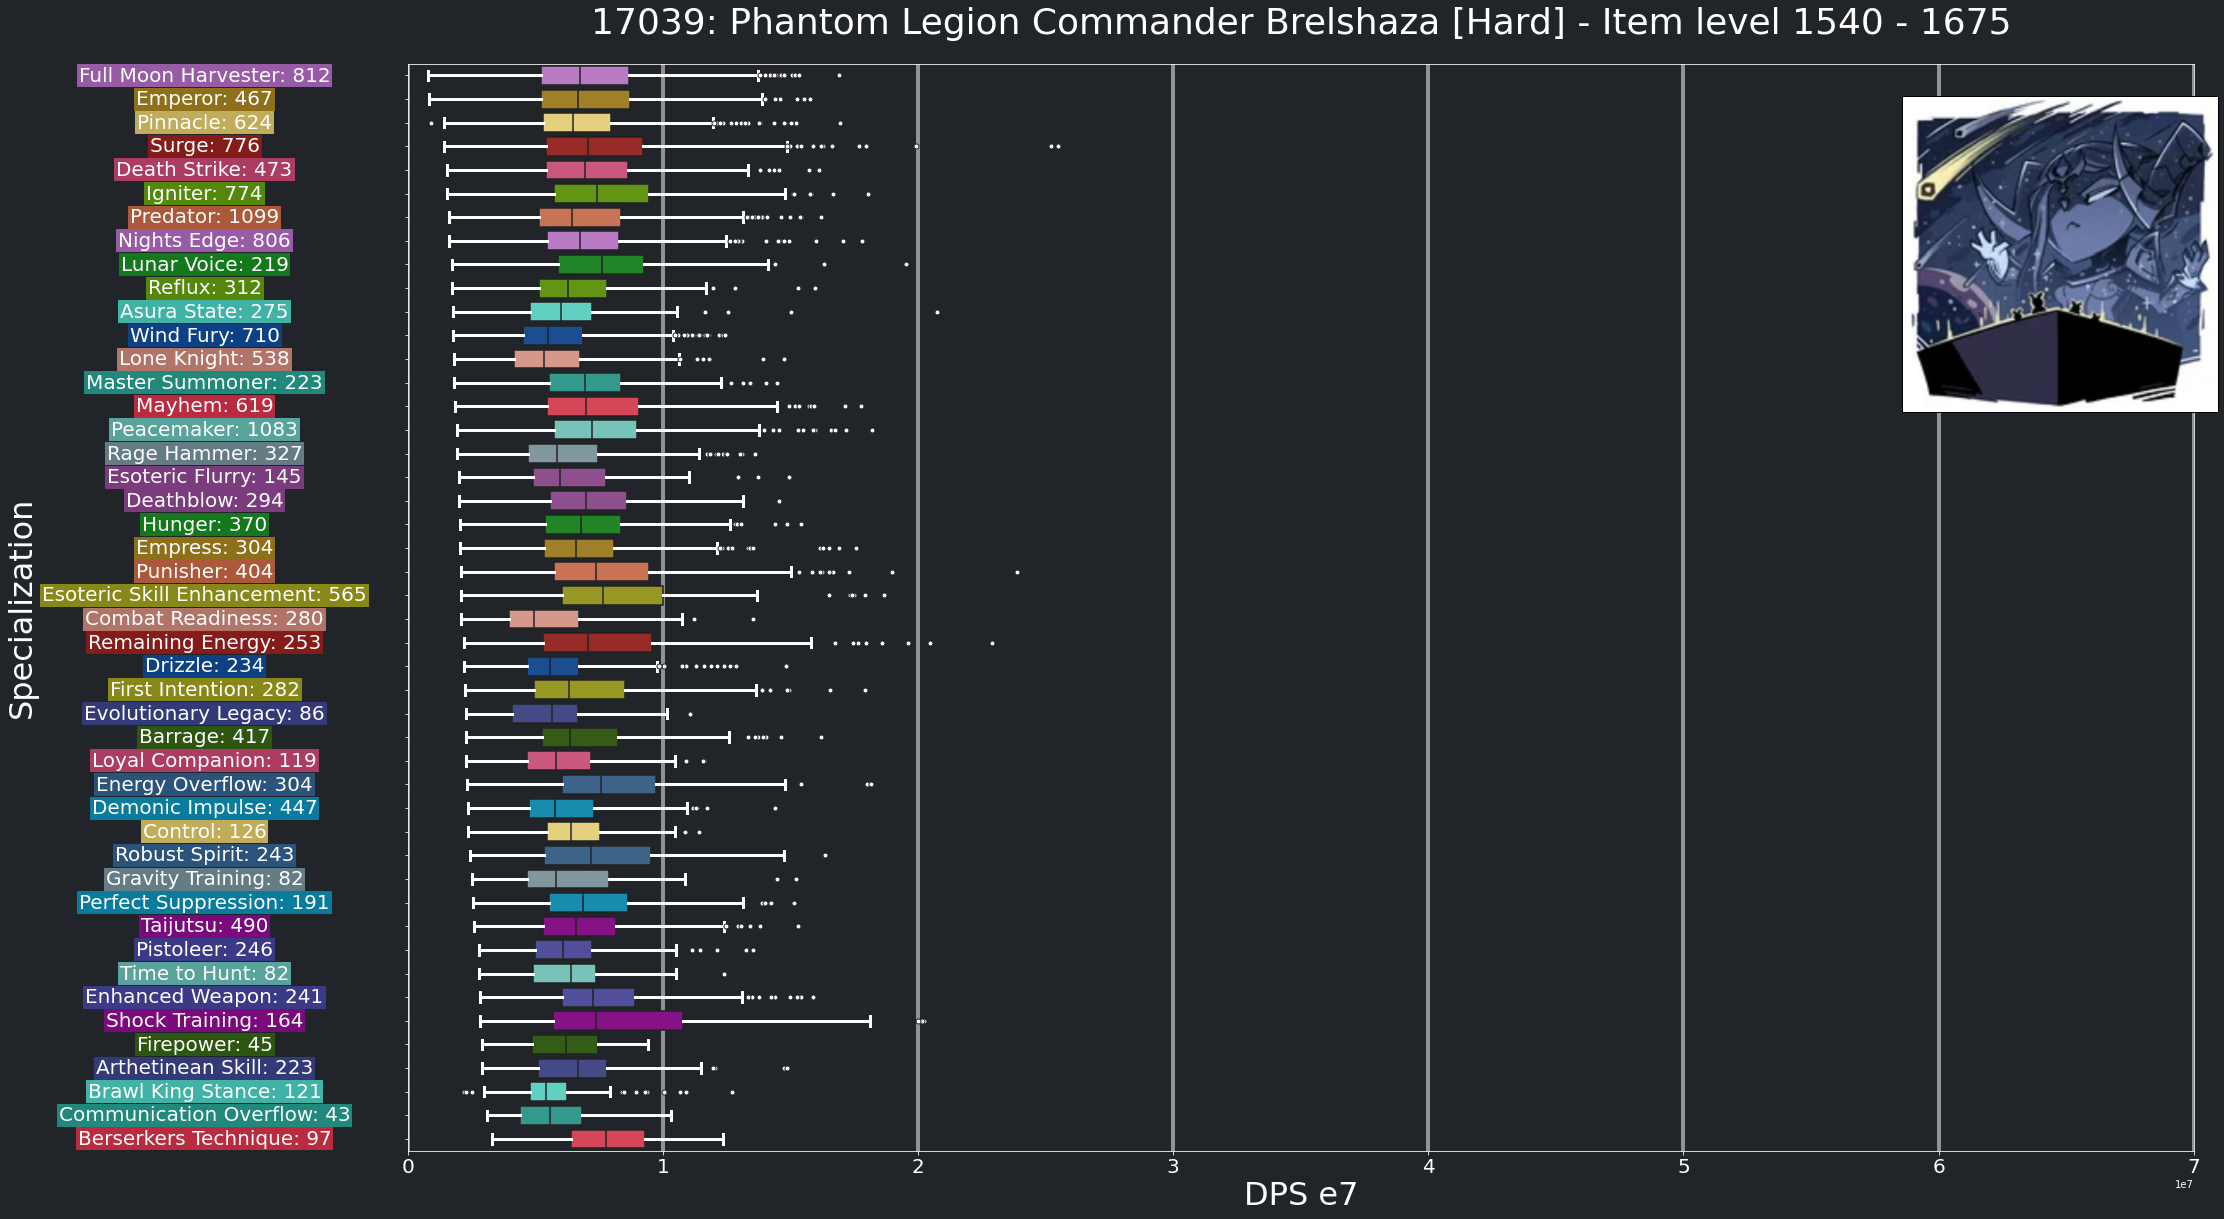 17039: Phantom Legion Commander Brelshaza [Hard] - Item level 1540 - 1675
Full Moon Harvester: 812
Emperor: 467
Pinnacle: 624
Surge: 776
Death Strike: 473
Igniter: 774
Predator: 1099
Nights Edge: 806
Lunar Voice: 219
Reflux: 312
Asura State: 275
Wind Fury: 710
Lone Knight: 538
Master Summoner: 223
Mayhem: 619
Peacemaker: 1083
Rage Hammer: 327
Esoteric Flurry: 145
Deathblow: 294
Hunger: 370
Empress: 304
Punisher: 404
Esoteric Skill Enhancement: 565
Combat Readiness: 280
Remaining Energy: 253
Drizzle: 234
First Intention: 282
Evolutionary Legacy: 86
Barrage: 417
Loyal Companion: 119
Energy Overflow: 304
Demonic Impulse: 447
Control: 126
Robust Spirit: 243
Gravity Training: 82
Perfect Suppression: 191
Taijutsu: 490
Pistoleer: 246
Time to Hunt: 82
Enhanced Weapon: 241
Shock Training: 164
Firepower: 45
Arthetinean Skill: 223
Brawl King Stance: 121
Communication Overflow: 43
Berserkers Technique: 97
Specialization
0 1 2 3 4 5 6 7
1e7
DPS e7